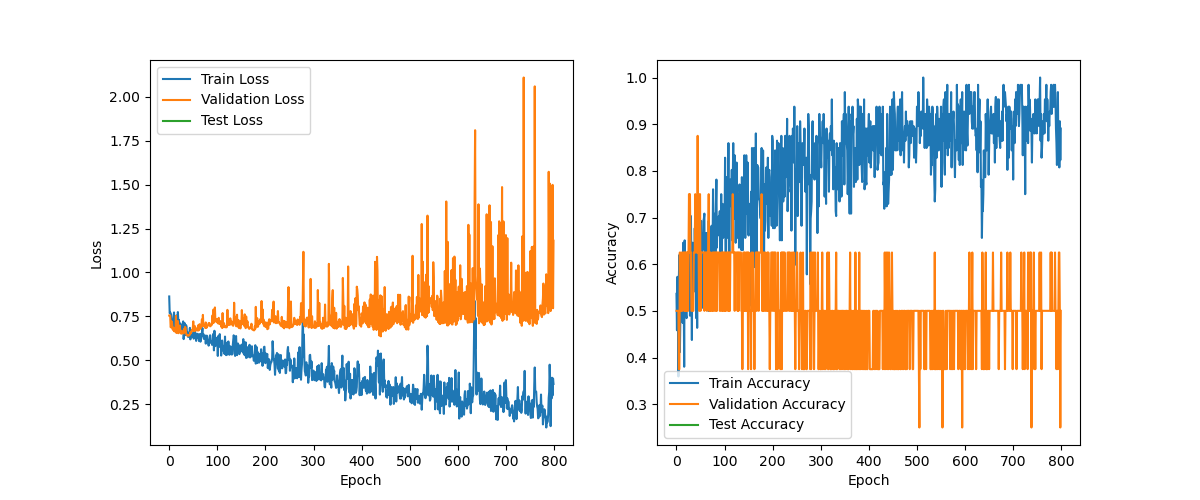 Train Loss
Validation Loss
Test Loss
2.00
1.75
1.50
1.25
1.00
0.75
0.50
0.25
Loss
0 100 200 300 400 500 600 700 800
Epoch
1.0
0.9
0.8
0.7
0.6
0.5
0.4
0.3
Accuracy
Train Accuracy
Validation Accuracy
Test Accuracy
0 100 200 300 400 500 600 700 800
Epoch